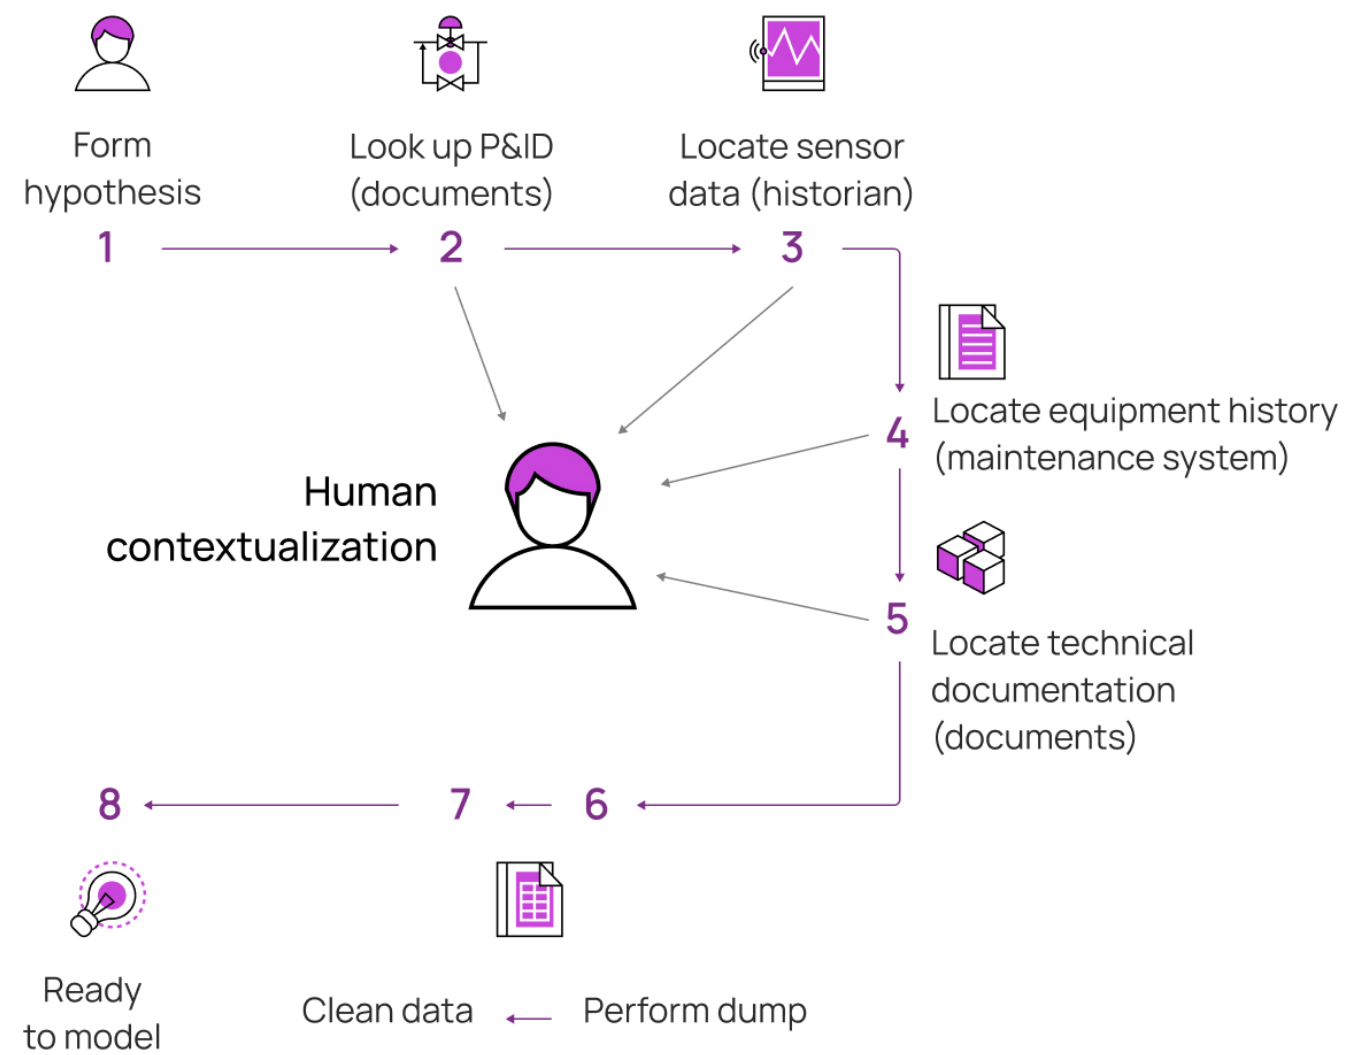 Form
hypothesis
1
Look up P&ID
(documents)
2
Locate sensor
data (historian)
3
Locate equipment history
(maintenance system)
4
Human
contextualization
5
Locate technical
documentation
(documents)
8
7
6
Ready
to model
Clean data
Perform dump